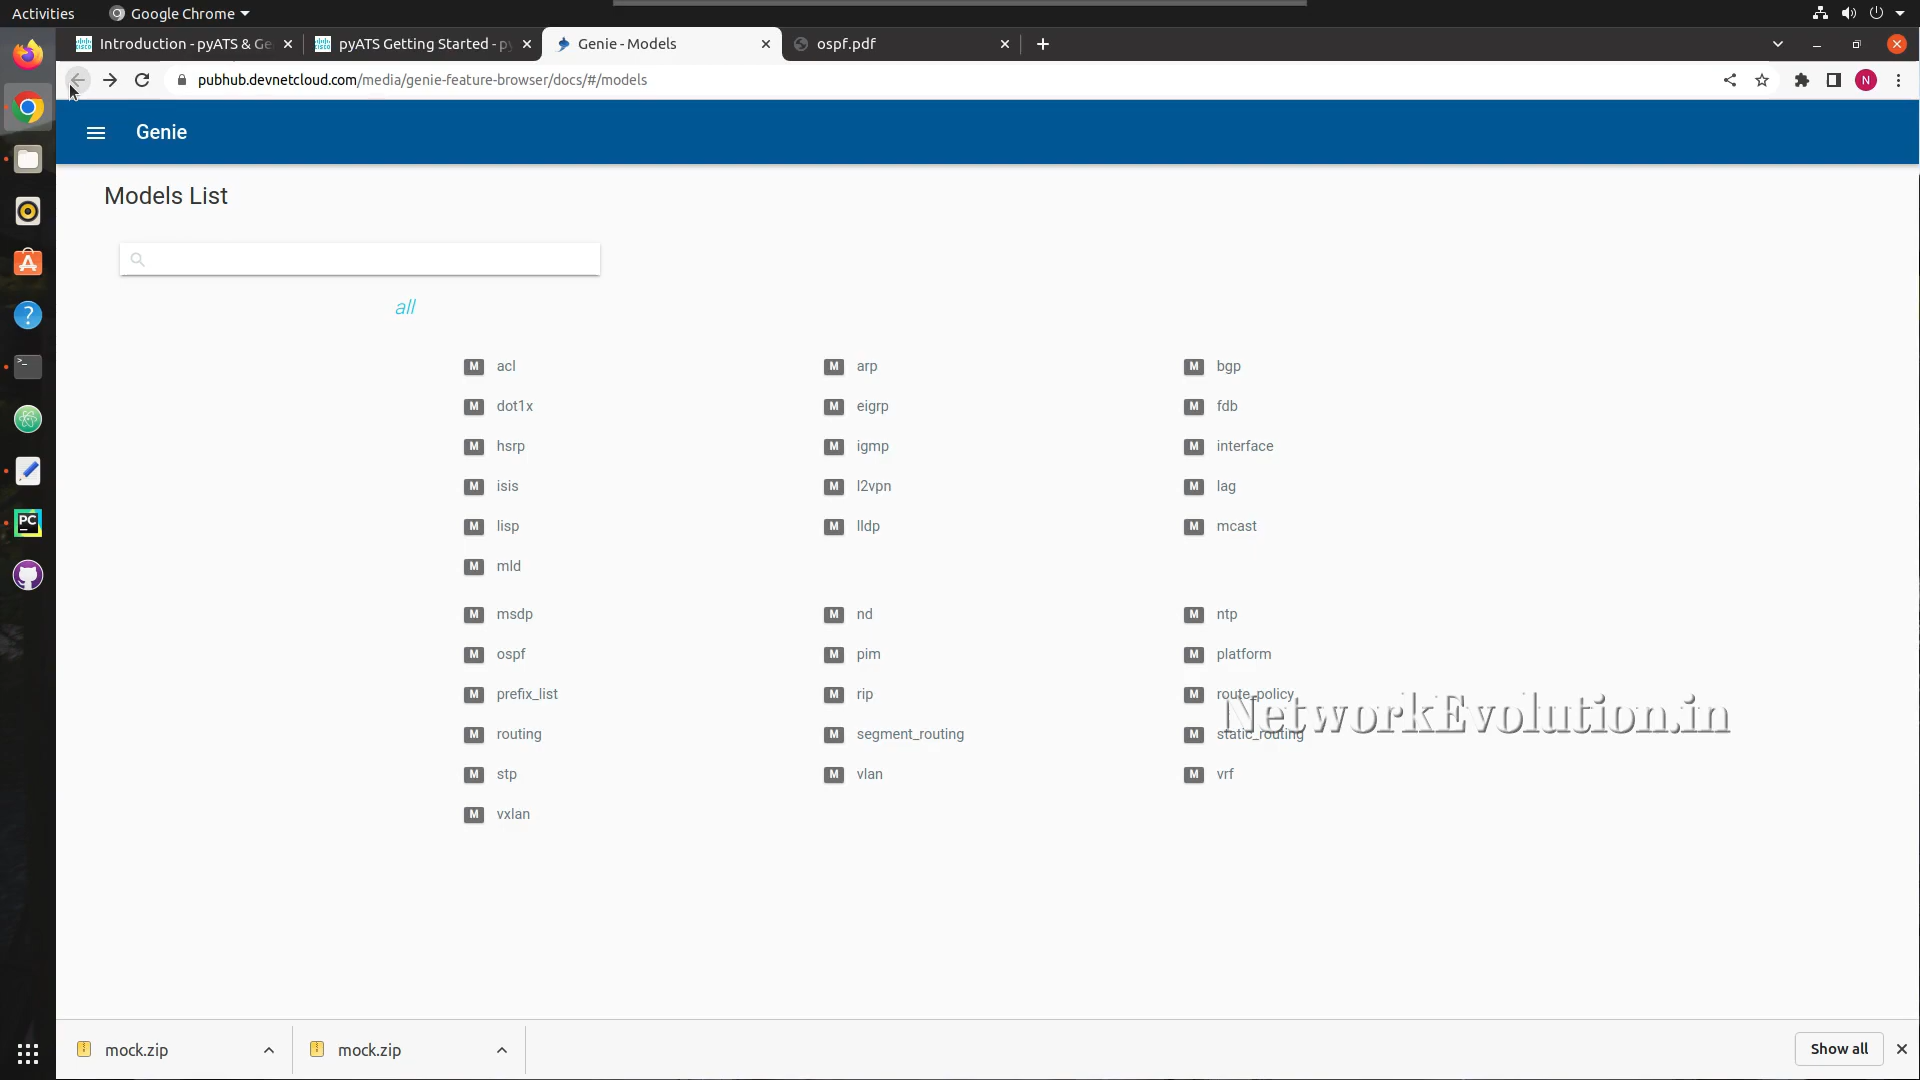 Activities Google Chrome
Introduction - pyATS & Ge
pyATS Getting Started - py
Genie - Models
ospf.pdf
pubhub.devnetcloud.com/media/genie-feature-browser/docs/#/models
N
Genie
Models List
all
M acl M arp M bgp
M dot1x M eigrp M fdb
M hsrp M igmp M interface
M isis M l2vpn M lag
M lisp M lldp M mcast
M mld
M msdp M nd M ntp
M ospf M pim M platform
M prefix_list M rip M route_policy
NetworkEvolution.in
M routing M segment_routing M static_routing
M stp M vlan M vrf
M vxlan
PC
mock.zip mock.zip Show all